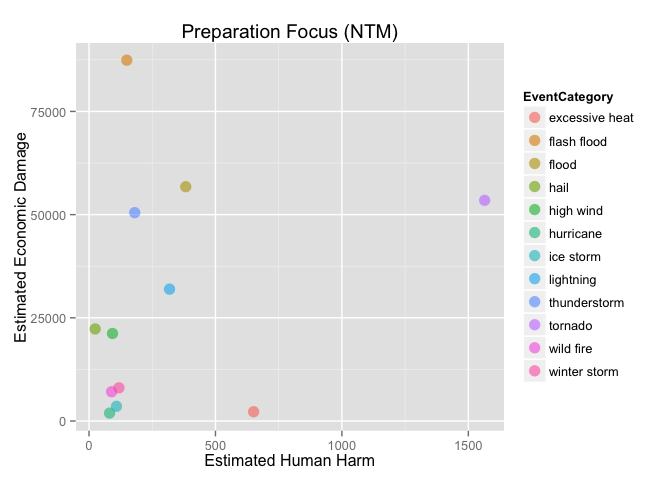 Preparation Focus (NTM)
75000
50000
25000
0
0
500
1000
1500
Estimated Economic Damage
Estimated Human Harm
EventCategory
excessive heat
flash flood
flood
hail
high wind
hurricane
ice storm
lightning
thunderstorm
tornado
wild fire
winter storm